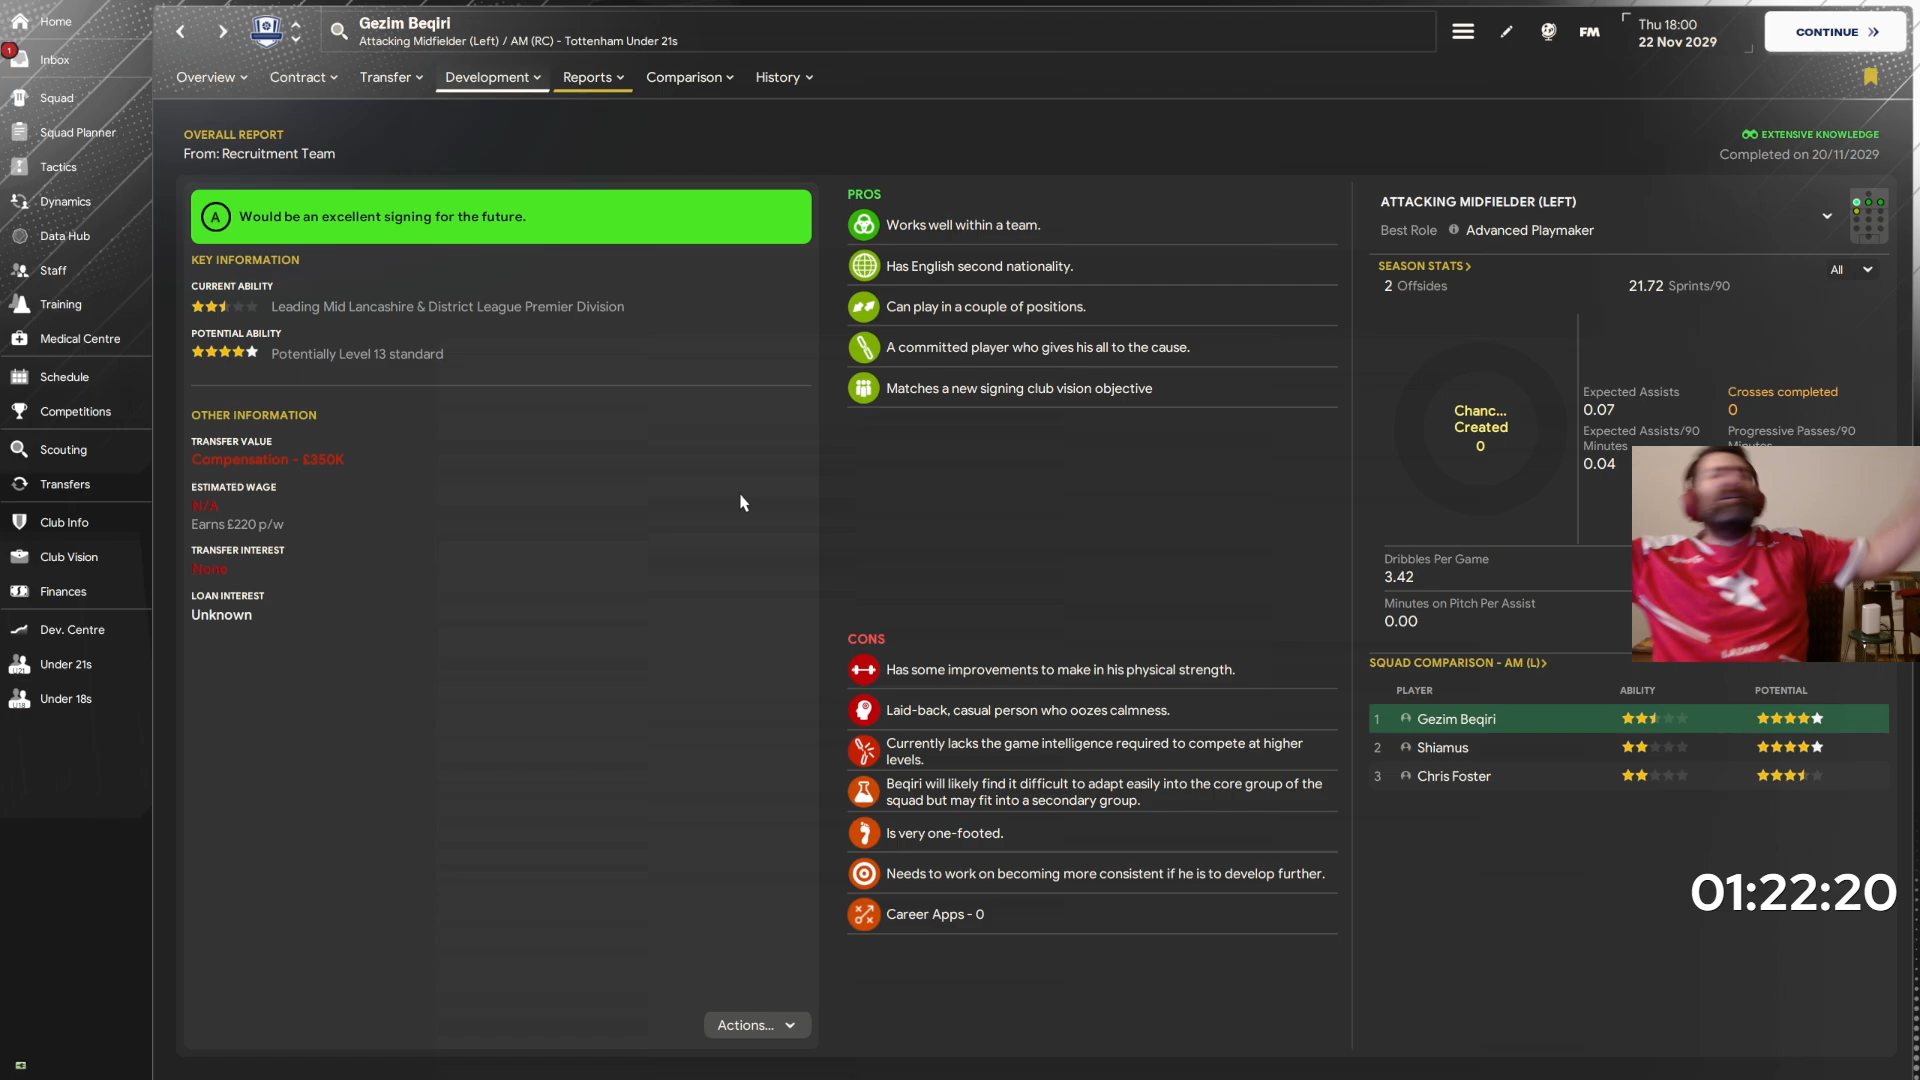 Home
1
Inbox
Squad
Squad Planner
Tactics
Dynamics
Data Hub
Staff
Training
Medical Centre
Schedule
Competitions
Scouting
Transfers
Club Info
Club Vision
Finances
Dev. Centre
Under 21s
Under 18s
Gezim Beqiri
Attacking Midfielder (Left) / AM (RC) - Tottenham Under 21s
FM
Thu 18:00
22 Nov 2029
CONTINUE
Overview
Contract
Transfer
Development
Reports
Comparison
History
OVERALL REPORT
From: Recruitment Team
EXTENSIVE KNOWLEDGE
Completed on 20/11/2029
A Would be an excellent signing for the future.
KEY INFORMATION
CURRENT ABILITY
Leading Mid Lancashire & District League Premier Division
POTENTIAL ABILITY
Potentially Level 13 standard
OTHER INFORMATION
TRANSFER VALUE
Compensation - £350K
ESTIMATED WAGE
N/A
Earns £220 p/w
TRANSFER INTEREST
None
LOAN INTEREST
Unknown
Actions...
PROS
Works well within a team.
Has English second nationality.
Can play in a couple of positions.
A committed player who gives his all to the cause.
Matches a new signing club vision objective
CONS
Has some improvements to make in his physical strength.
Laid-back, casual person who oozes calmness.
Currently lacks the game intelligence required to compete at higher
levels.
Beqiri will likely find it difficult to adapt easily into the core group of the
squad but may fit into a secondary group.
Is very one-footed.
Needs to work on becoming more consistent if he is to develop further.
Career Apps - 0
ATTACKING MIDFIELDER (LEFT)
Best Role Advanced Playmaker
SEASON STATS
All
2 Offsides
21.72 Sprints/90
Chanc...
Created
0
Expected Assists
0.07
Crosses completed
0
Expected Assists/90
Minutes
0.04
Progressive Passes/90
Minutes
Dribbles Per Game
3.42
Minutes on Pitch Per Assist
0.00
SQUAD COMPARISON - AM (L)
PLAYER ABILITY POTENTIAL
1 Gezim Beqiri
2 Shiamus
3 Chris Foster
01:22:20